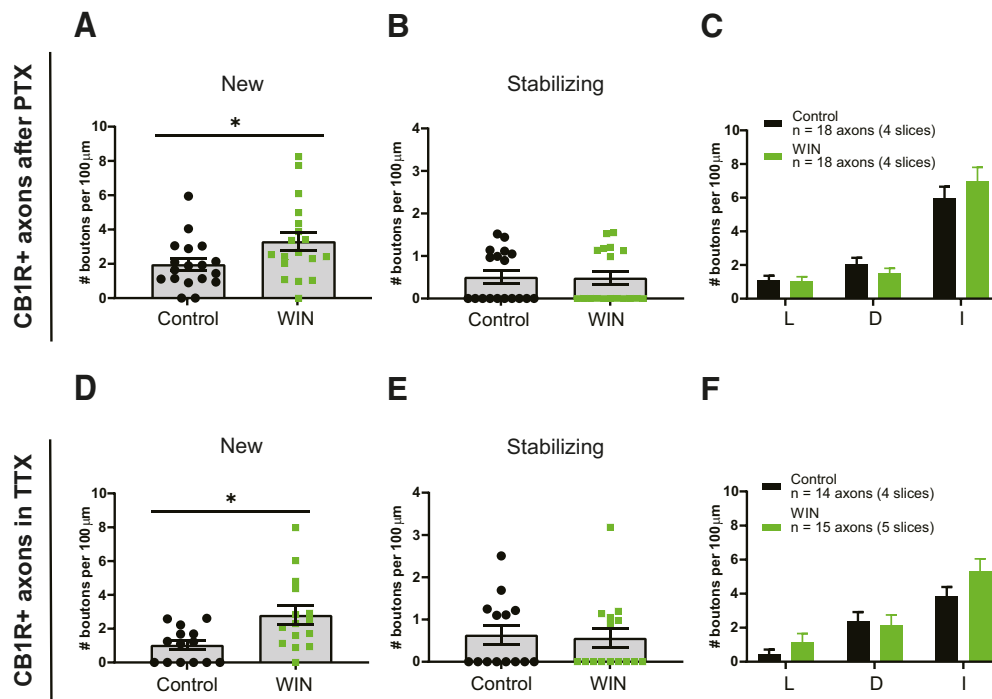 CB1R+ axons after PTX
A
New
*
# boutons per 100 µm
10
8
6
4
2
0
Control
WIN
B
Stabilizing
# boutons per 100 µm
4
3
2
1
0
Control
WIN
C
Control
n = 18 axons (4 slices)
WIN
n = 18 axons (4 slices)
# boutons per 100 µm
10
8
6
4
2
0
L
D
I
CB1R+ axons in TTX
D
New
*
# boutons per 100 µm
10
8
6
4
2
0
Control
WIN
E
Stabilizing
# boutons per 100 µm
4
3
2
1
0
Control
WIN
F
Control
n = 14 axons (4 slices)
WIN
n = 15 axons (5 slices)
# boutons per 100 µm
10
8
6
4
2
0
L
D
I